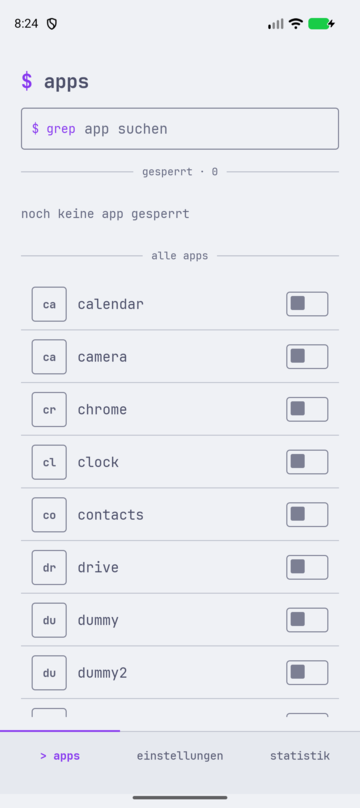 8:24
$ apps
$ grep app suchen
gesperrt · 0
noch keine app gesperrt
alle apps
ca calendar
ca camera
cr chrome
cl clock
co contacts
dr drive
du dummy
du dummy2
> apps einstellungen statistik